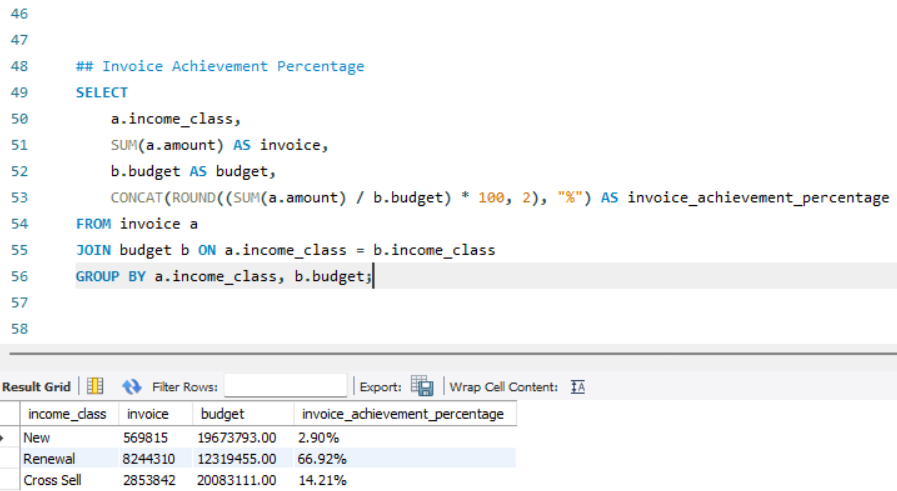 46
47
48 ## Invoice Achievement Percentage
49 SELECT
50 a.income_class,
51 SUM(a.amount) AS invoice,
52 b.budget AS budget,
53 CONCAT(ROUND((SUM(a.amount) / b.budget) * 100, 2), "%") AS invoice_achievement_percentage
54 FROM invoice a
55 JOIN budget b ON a.income_class = b.income_class
56 GROUP BY a.income_class, b.budget;
57
58
Result Grid Filter Rows: Export: Wrap Cell Content:
income_class invoice budget invoice_achievement_percentage
New 569815 19673793.00 2.90%
Renewal 8244310 12319455.00 66.92%
Cross Sell 2853842 20083111.00 14.21%